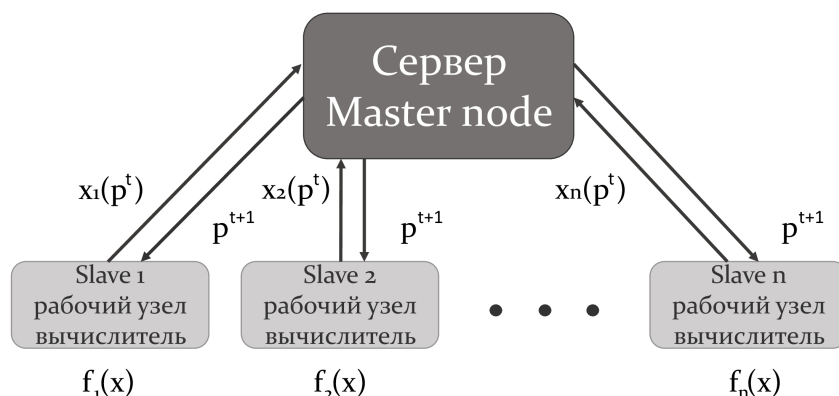 Сервер
Master node
x₁(pᵗ)
x₂(pᵗ)
xₙ(pᵗ)
pᵗ⁺¹
pᵗ⁺¹
pᵗ⁺¹
Slave 1
рабочий узел
вычислитель
Slave 2
рабочий узел
вычислитель
• • •
Slave n
рабочий узел
вычислитель
f₁(x)
f₂(x)
fₙ(x)